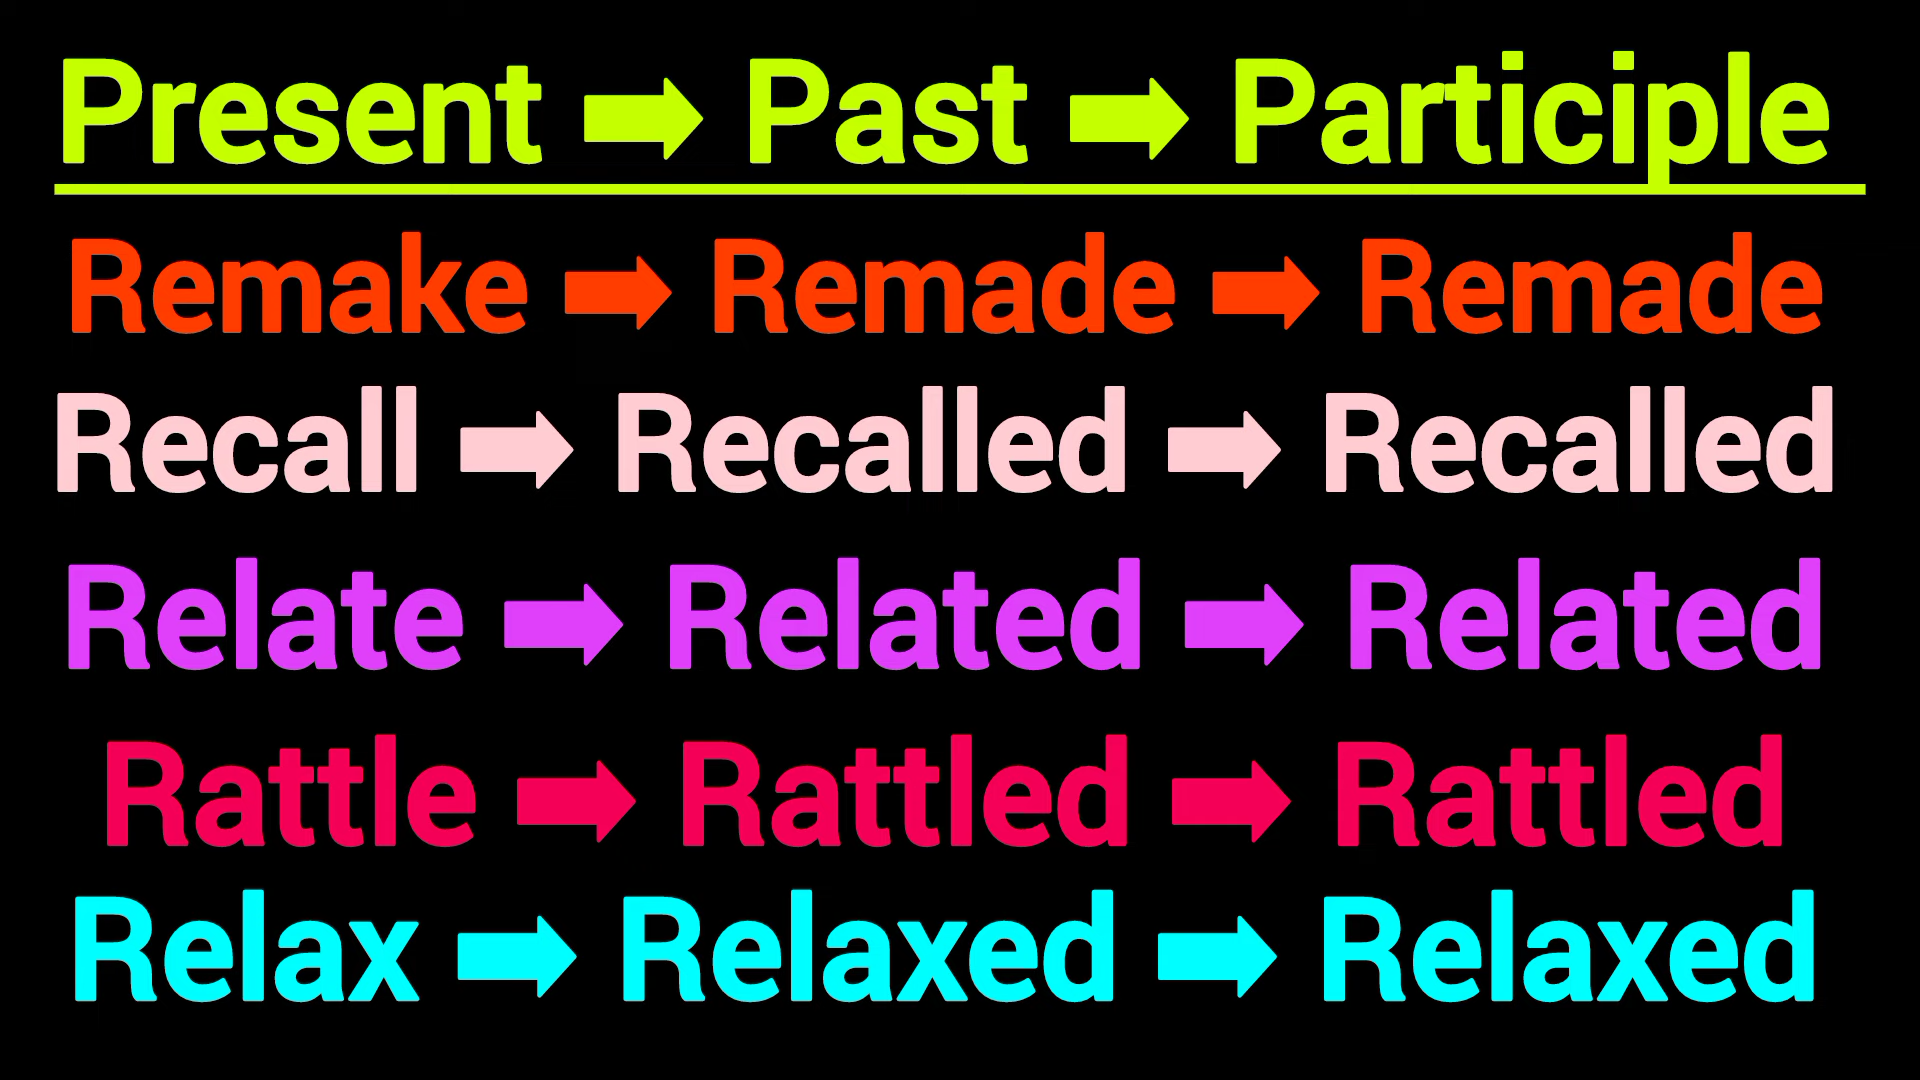 Present ➡ Past ➡ Participle
Remake ➡ Remade ➡ Remade
Recall ➡ Recalled ➡ Recalled
Relate ➡ Related ➡ Related
Rattle ➡ Rattled ➡ Rattled
Relax ➡ Relaxed ➡ Relaxed